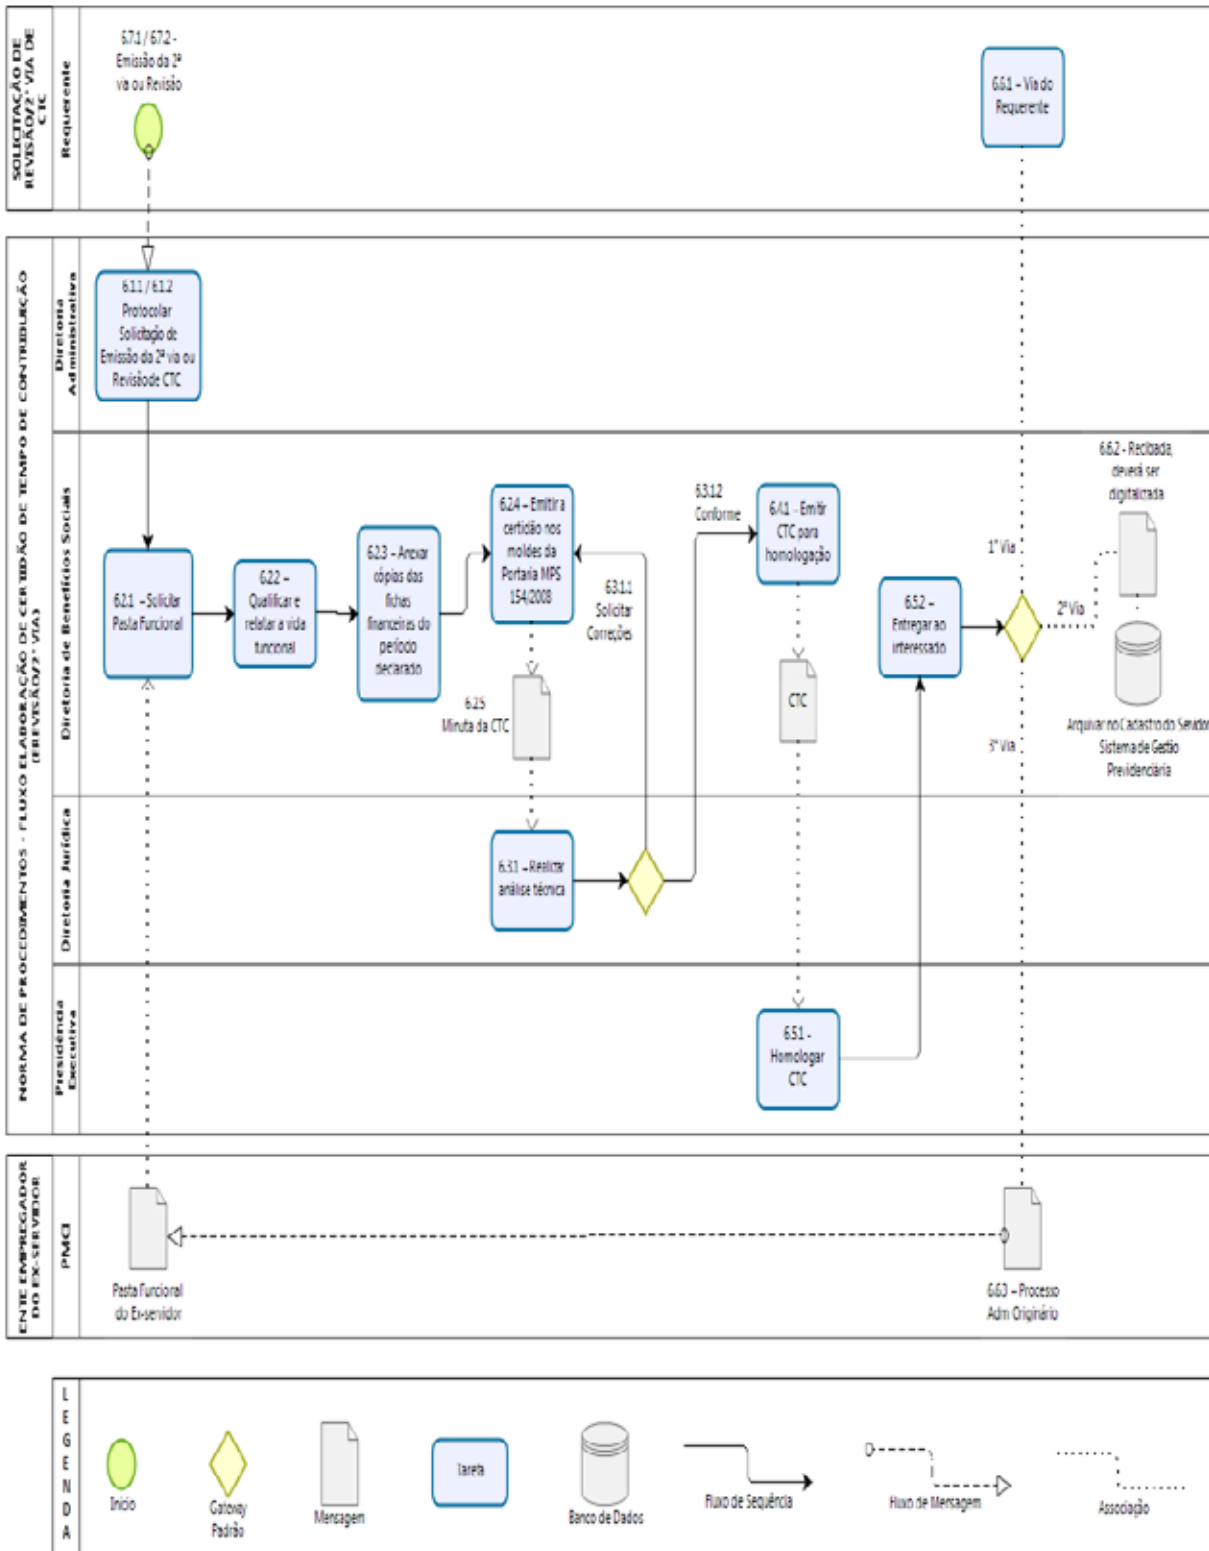 SOLICITAÇÃO DE
REVISÃO/2ª VIA DE
CTC
Requerente
6.7.1 / 6.7.2 -
Emissão da 2ª
via ou Revisão
6.6.1 – Via do
Requerente
NORMA DE PROCEDIMENTOS - FLUXO ELABORAÇÃO DE CERTIDÃO DE TEMPO DE CONTRIBUIÇÃO
(REVISÃO/2ª VIA)
Diretoria
Administrativa
6.1.1 / 6.1.2
Protocolar
Solicitação de
Emissão da 2ª via ou
Revisão de CTC
Diretoria de Benefícios Sociais
6.2.1 – Solicitar
Pasta Funcional
6.2.2 –
Qualificar e
relatar a vida
funcional
6.2.3 – Anexar
cópias das
fichas
financeiras do
período
declarado
6.2.4 – Emitir a
certidão nos
moldes da
Portaria MPS
154/2008
6.2.5
Minuta da CTC
6.3.1.1
Solicitar
Correções
6.3.1.2
Conforme
6.4.1 - Emitir
CTC para
homologação
CTC
6.5.2 –
Entregar ao
interessado
1ª Via
2ª Via
3ª Via
6.6.2 - Recibada,
deverá ser
digitalizada
Arquivar no Cadastro do Servidor
Sistema de Gestão
Previdenciária
Diretoria Jurídica
6.3.1 – Realizar
análise técnica
Presidência
Executiva
6.5.1 -
Homologar
CTC
ENTE EMPREGADOR
DO EX-SERVIDOR
PMCI
Pasta Funcional
do Ex-servidor
6.6.3 – Processo
Adm Originário
LEGENDA
Início
Gateway
Padrão
Mensagem
Tarefa
Banco de Dados
Fluxo de Sequência
Fluxo de Mensagem
Associação